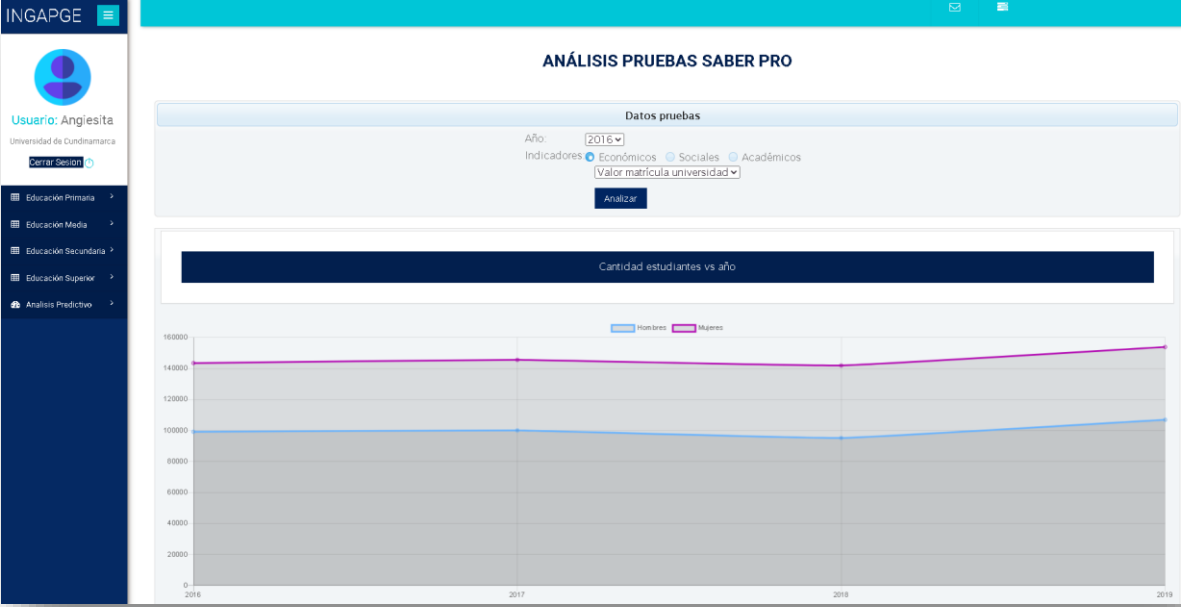 INGAPGE
Usuario: Angiesita
Universidad de Cundinamarca
Cerrar Sesion
Educación Primaria
Educación Media
Educación Secundaria
Educación Superior
Analisis Predictivo
ANÁLISIS PRUEBAS SABER PRO
Datos pruebas
Año: 2016
Indicadores: Económicos Sociales Académicos
Valor matrícula universidad
Analizar
Cantidad estudiantes vs año
Hombres Mujeres
160000
140000
120000
100000
80000
60000
40000
20000
0
2016 2017 2018 2019